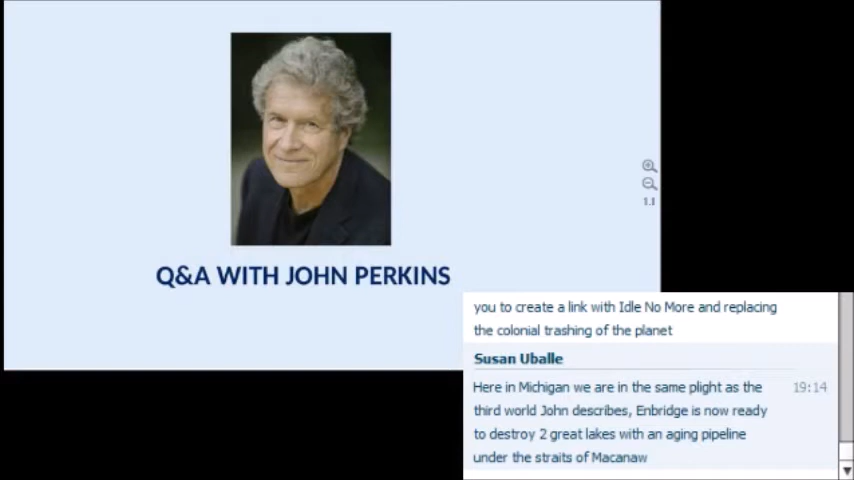 1.1
Q&A WITH JOHN PERKINS
you to create a link with Idle No More and replacing
the colonial trashing of the planet
Susan Uballe
Here in Michigan we are in the same plight as the 19:14
third world John describes, Enbridge is now ready
to destroy 2 great lakes with an aging pipeline
under the straits of Macanaw